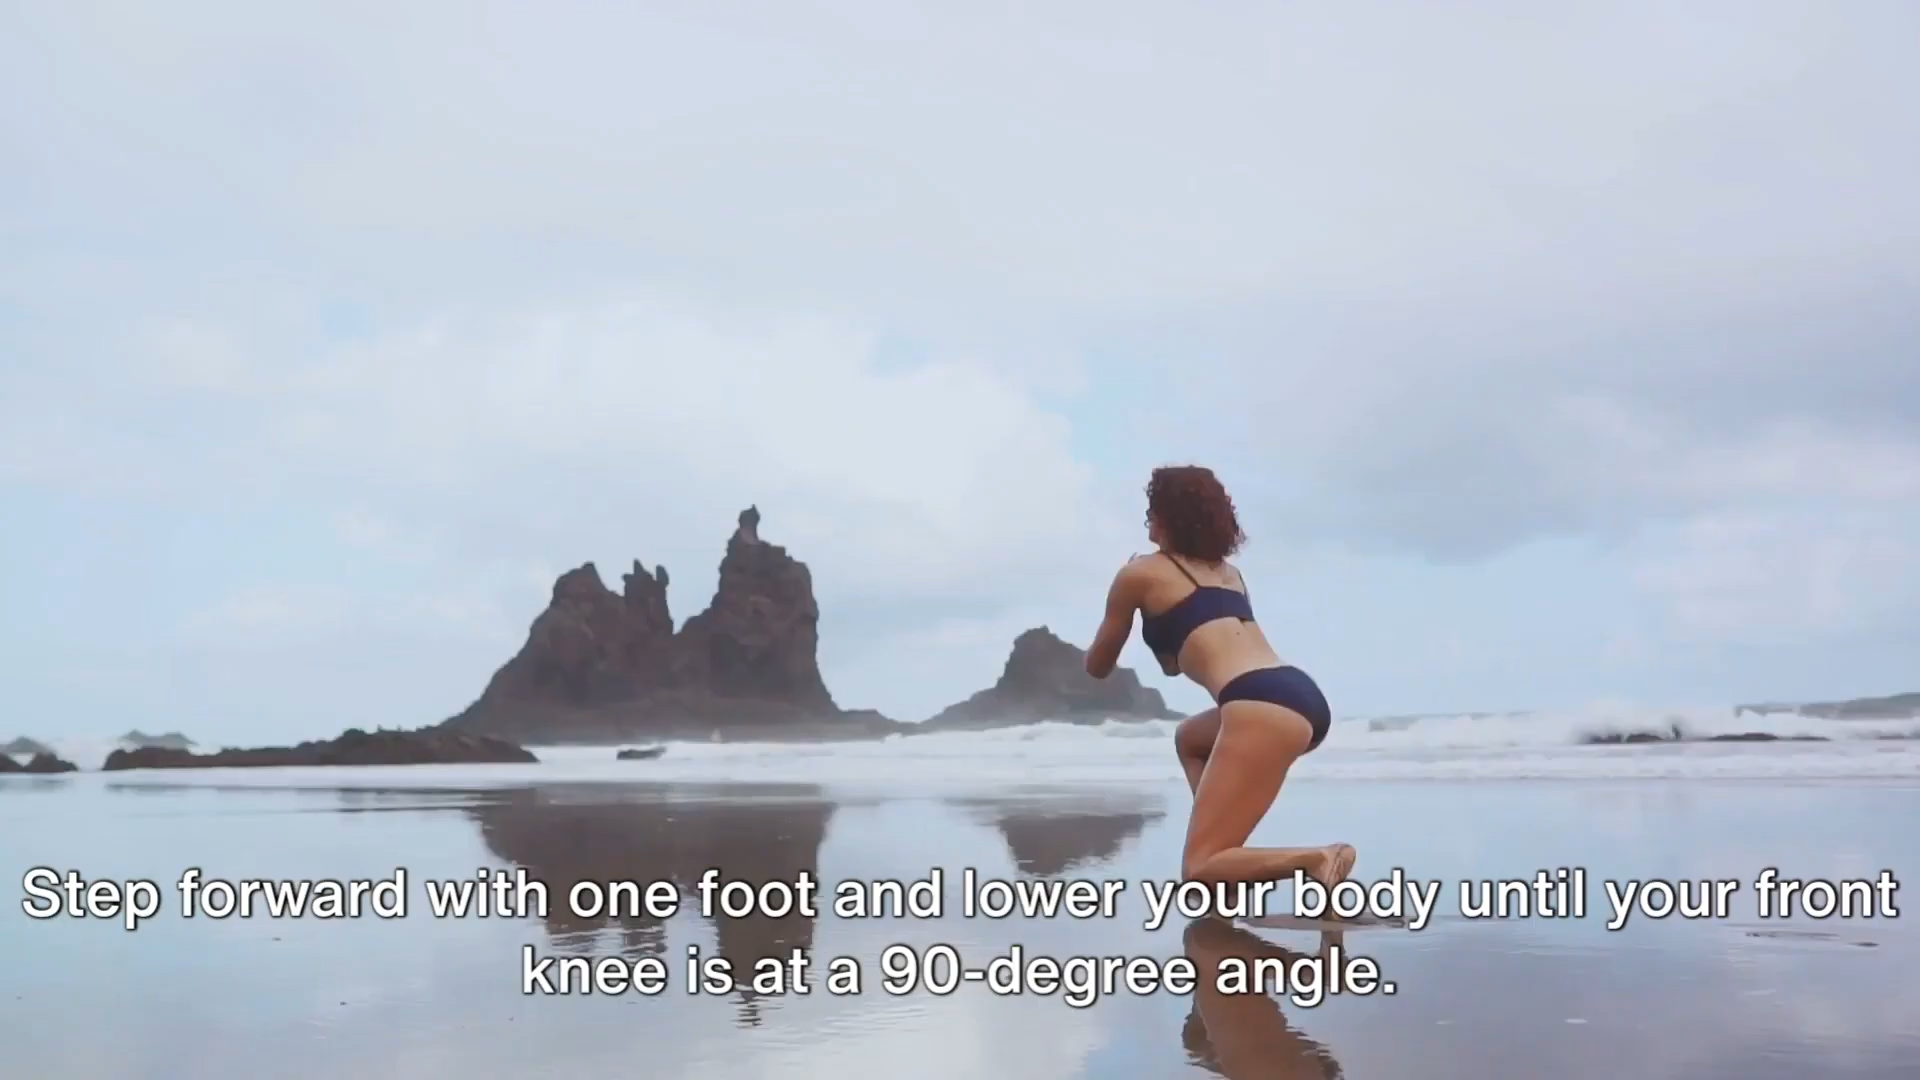 Step forward with one foot and lower your body until your front
knee is at a 90-degree angle.